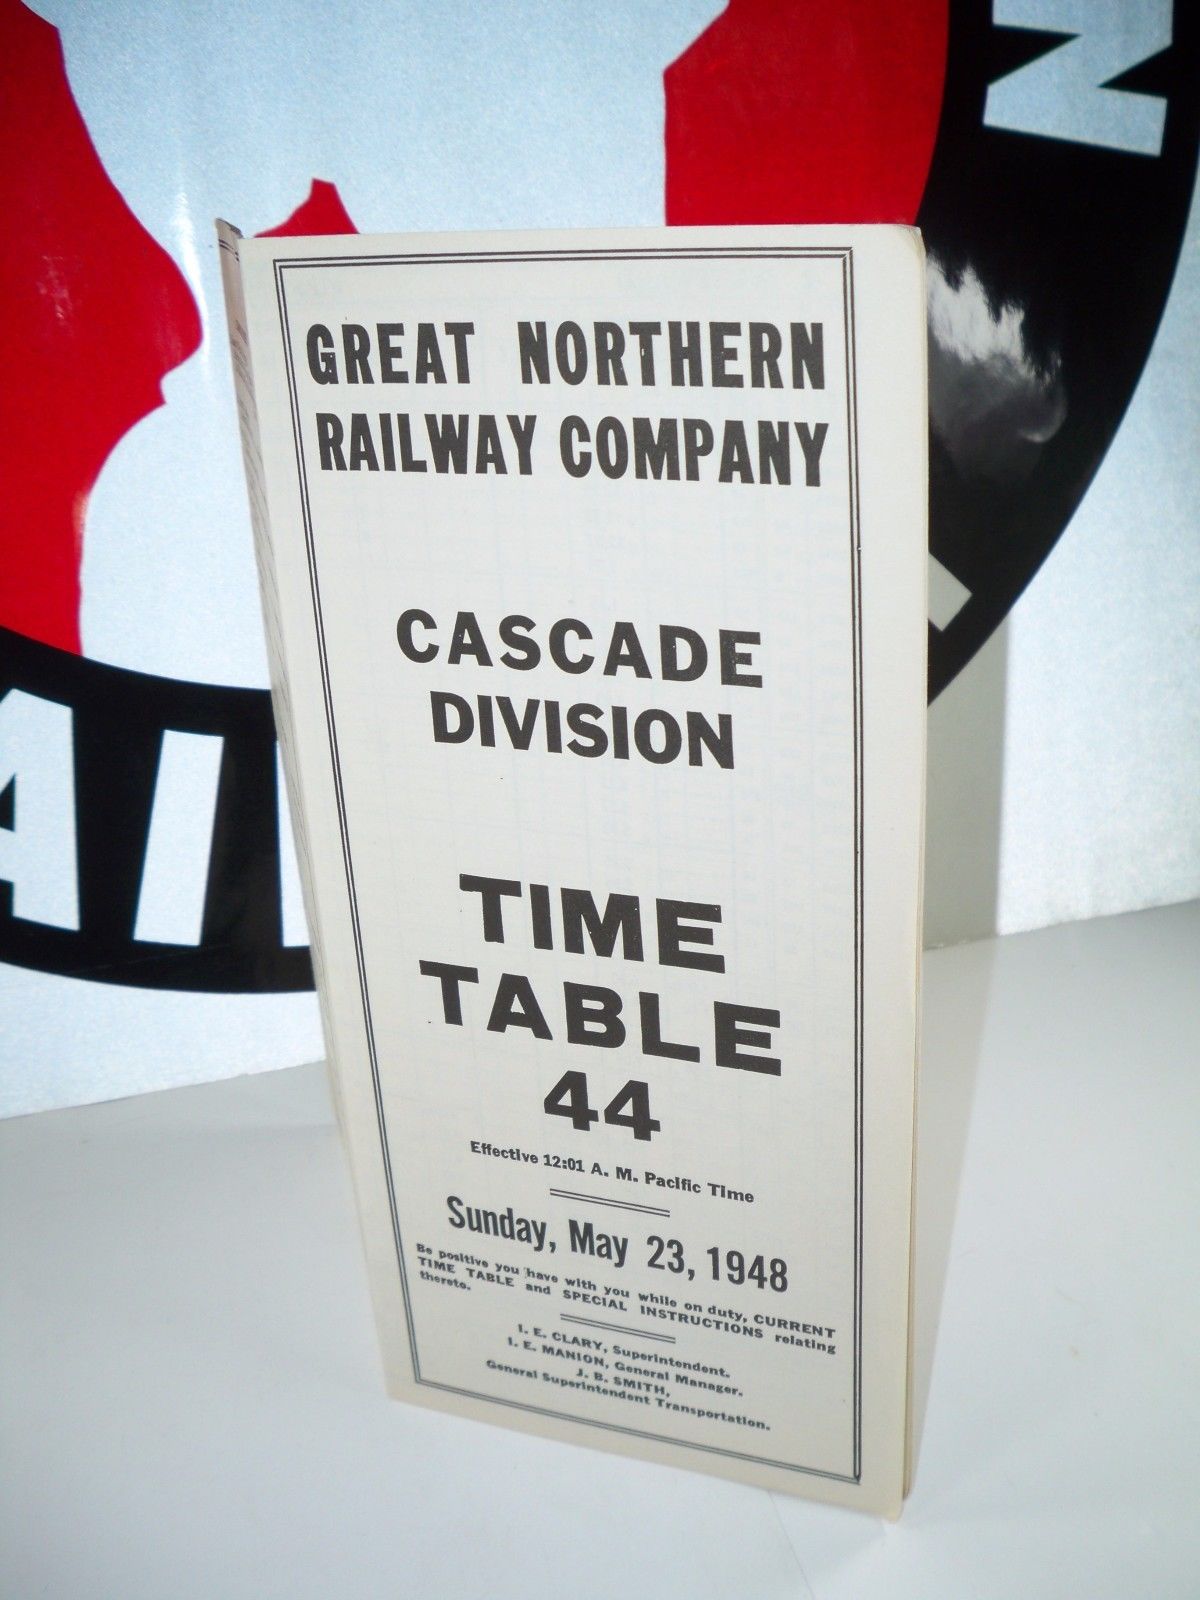 GREAT NORTHERN
RAILWAY COMPANY
CASCADE
DIVISION
TIME
TABLE
44
Effective 12:01 A. M. Pacific Time
Sunday, May 23, 1948
Be positive you have with you while on duty, CURRENT
TIME TABLE and SPECIAL INSTRUCTIONS relating
thereto.
I. E. CLARY, Superintendent.
I. E. MANION, General Manager.
J. B. SMITH,
General Superintendent Transportation.
N
AI